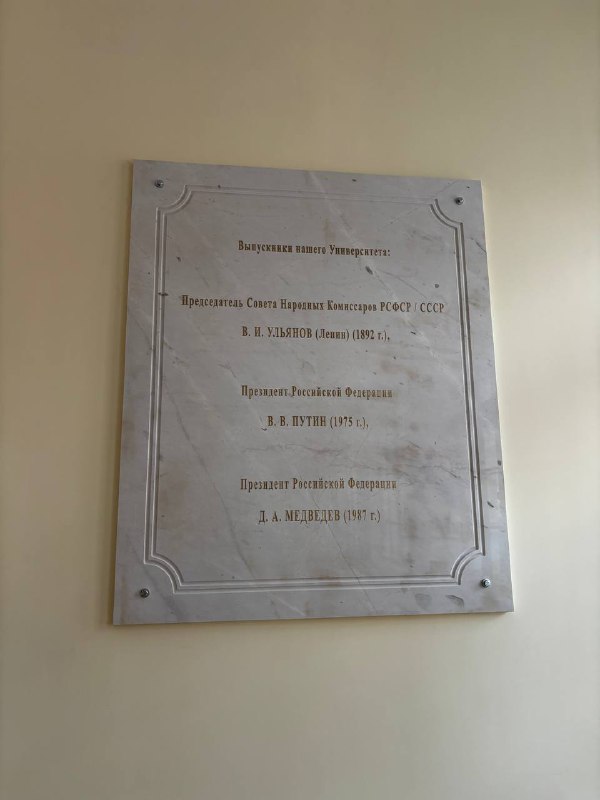 Выпускники нашего Университета:
Председатель Совета Народных Комиссаров РСФСР / СССР
В. И. УЛЬЯНОВ (Ленин) (1892 г.),
Президент Российской Федерации
В. В. ПУТИН (1975 г.),
Президент Российской Федерации
Д. А. МЕДВЕДЕВ (1987 г.)